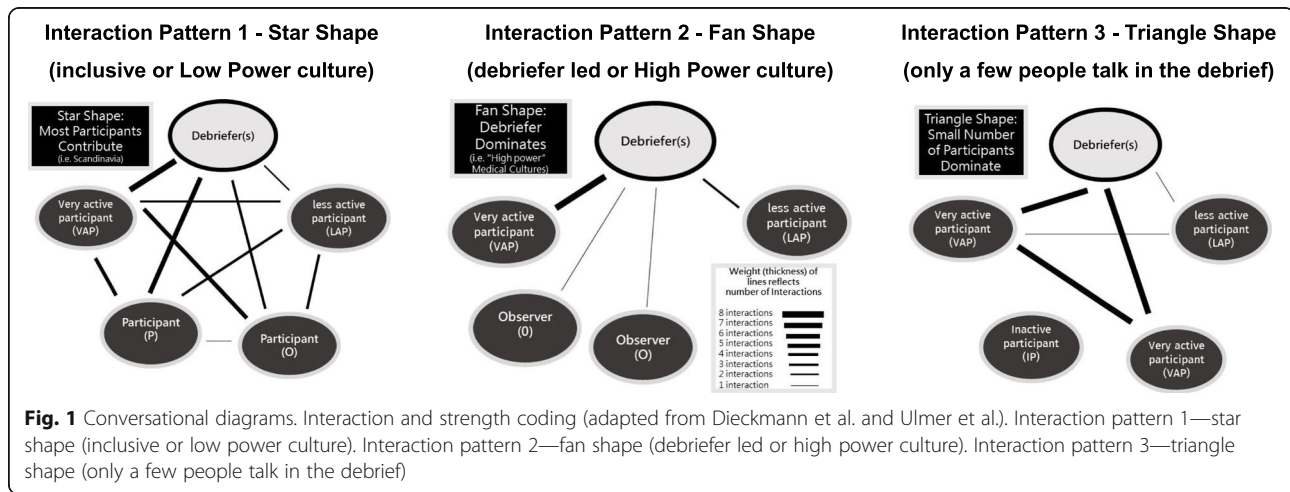 Interaction Pattern 1 - Star Shape
(inclusive or Low Power culture)
Star Shape:
Most Participants
Contribute
(i.e. Scandinavia)
Debriefer(s)
Very active
participant
(VAP)
less active
participant
(LAP)
Participant
(P)
Participant
(O)
Interaction Pattern 2 - Fan Shape
(debriefer led or High Power culture)
Fan Shape:
Debriefer
Dominates
(i.e. "High power"
Medical Cultures)
Debriefer(s)
Very active
participant
(VAP)
less active
participant
(LAP)
Observer
(0)
Observer
(O)
Weight (thickness) of
lines reflects
number of Interactions
8 interactions
7 interactions
6 interactions
5 interactions
4 interactions
3 interactions
2 interactions
1 interaction
Interaction Pattern 3 - Triangle Shape
(only a few people talk in the debrief)
Triangle Shape:
Small Number
of Participants
Dominate
Debriefer(s)
Very active
participant
(VAP)
less active
participant
(LAP)
Inactive
participant
(IP)
Very active
participant
(VAP)
Fig. 1 Conversational diagrams. Interaction and strength coding (adapted from Dieckmann et al. and Ulmer et al.). Interaction pattern 1—star
shape (inclusive or low power culture). Interaction pattern 2—fan shape (debriefer led or high power culture). Interaction pattern 3—triangle
shape (only a few people talk in the debrief)